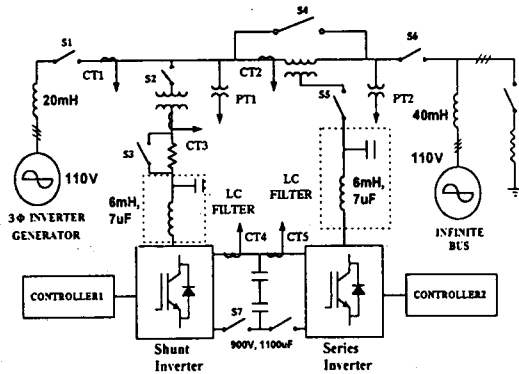 S4
S1
S6
CT1
S2
CT2
PT1
S5
PT2
20mH
40mH
CT3
S3
110V
110V
6mH,
7uF
LC
FILTER
LC
FILTER
6mH,
7uF
3Φ INVERTER
GENERATOR
INFINITE
BUS
CT4
CT5
CONTROLLER1
CONTROLLER2
S7
900V, 1100uF
Shunt
Inverter
Series
Inverter